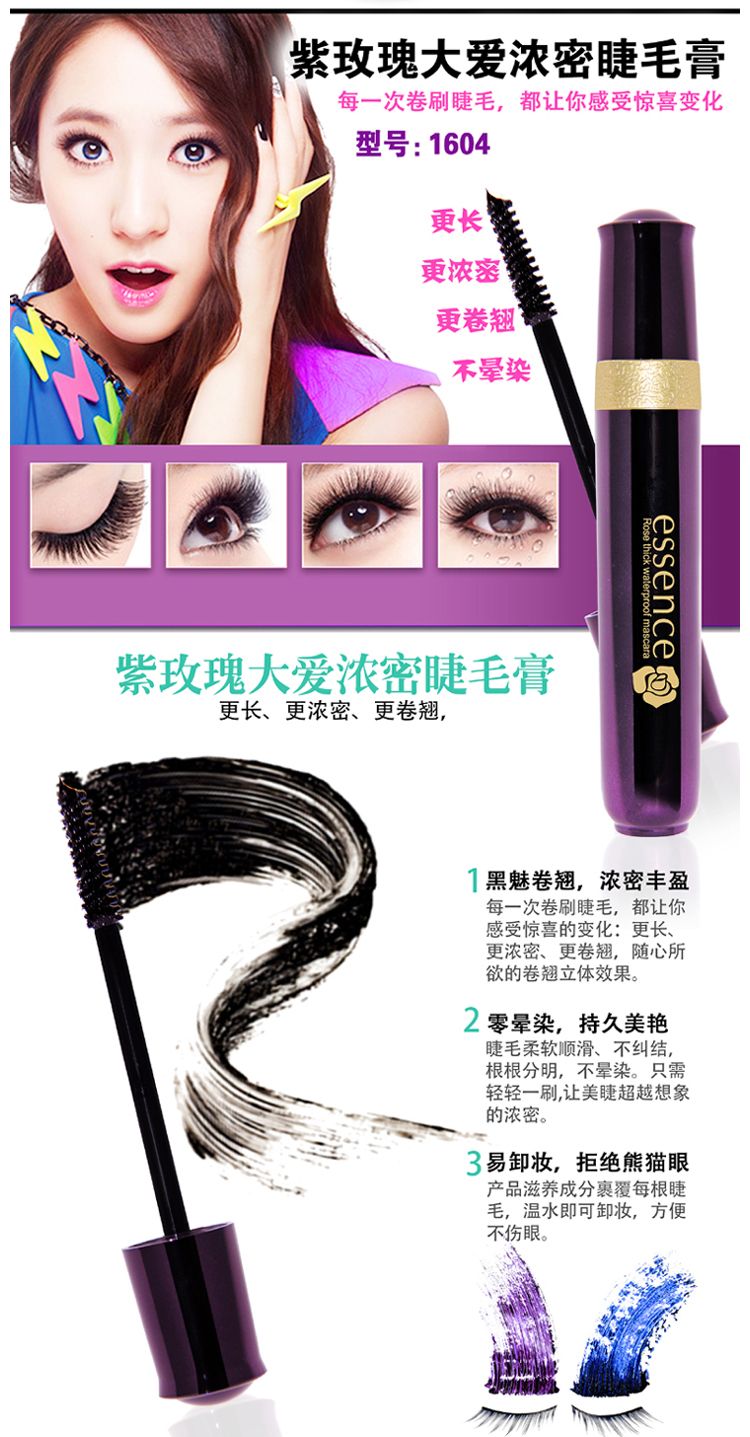 紫玫瑰大爱浓密睫毛膏
每一次卷刷睫毛，都让你感受惊喜变化
型号：1604
更长
更浓密
更卷翘
不晕染
essence
Rose thick waterproof mascara
紫玫瑰大爱浓密睫毛膏
更长、更浓密、更卷翘,
1 黑魅卷翘，浓密丰盈
每一次卷刷睫毛，都让你
感受惊喜的变化：更长、
更浓密、更卷翘，随心所
欲的卷翘立体效果。
2 零晕染，持久美艳
睫毛柔软顺滑、不纠结，
根根分明，不晕染。只需
轻轻一刷,让美睫超越想象
的浓密。
3 易卸妆，拒绝熊猫眼
产品滋养成分裹覆每根睫
毛，温水即可卸妆，方便
不伤眼。